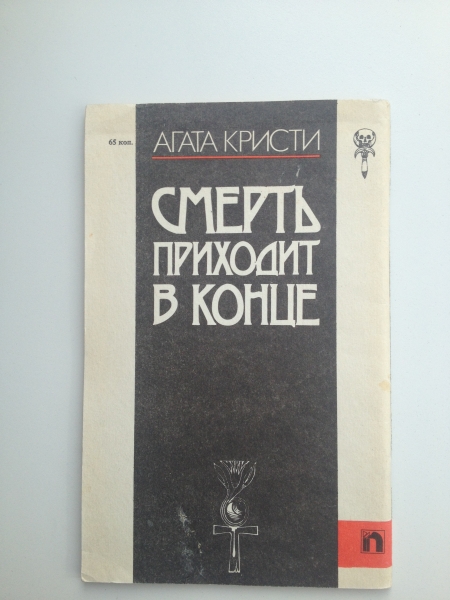 65 коп.
АГАТА КРИСТИ
СМЕРТЬ
ПРИХОДИТ
В КОНЦЕ
П